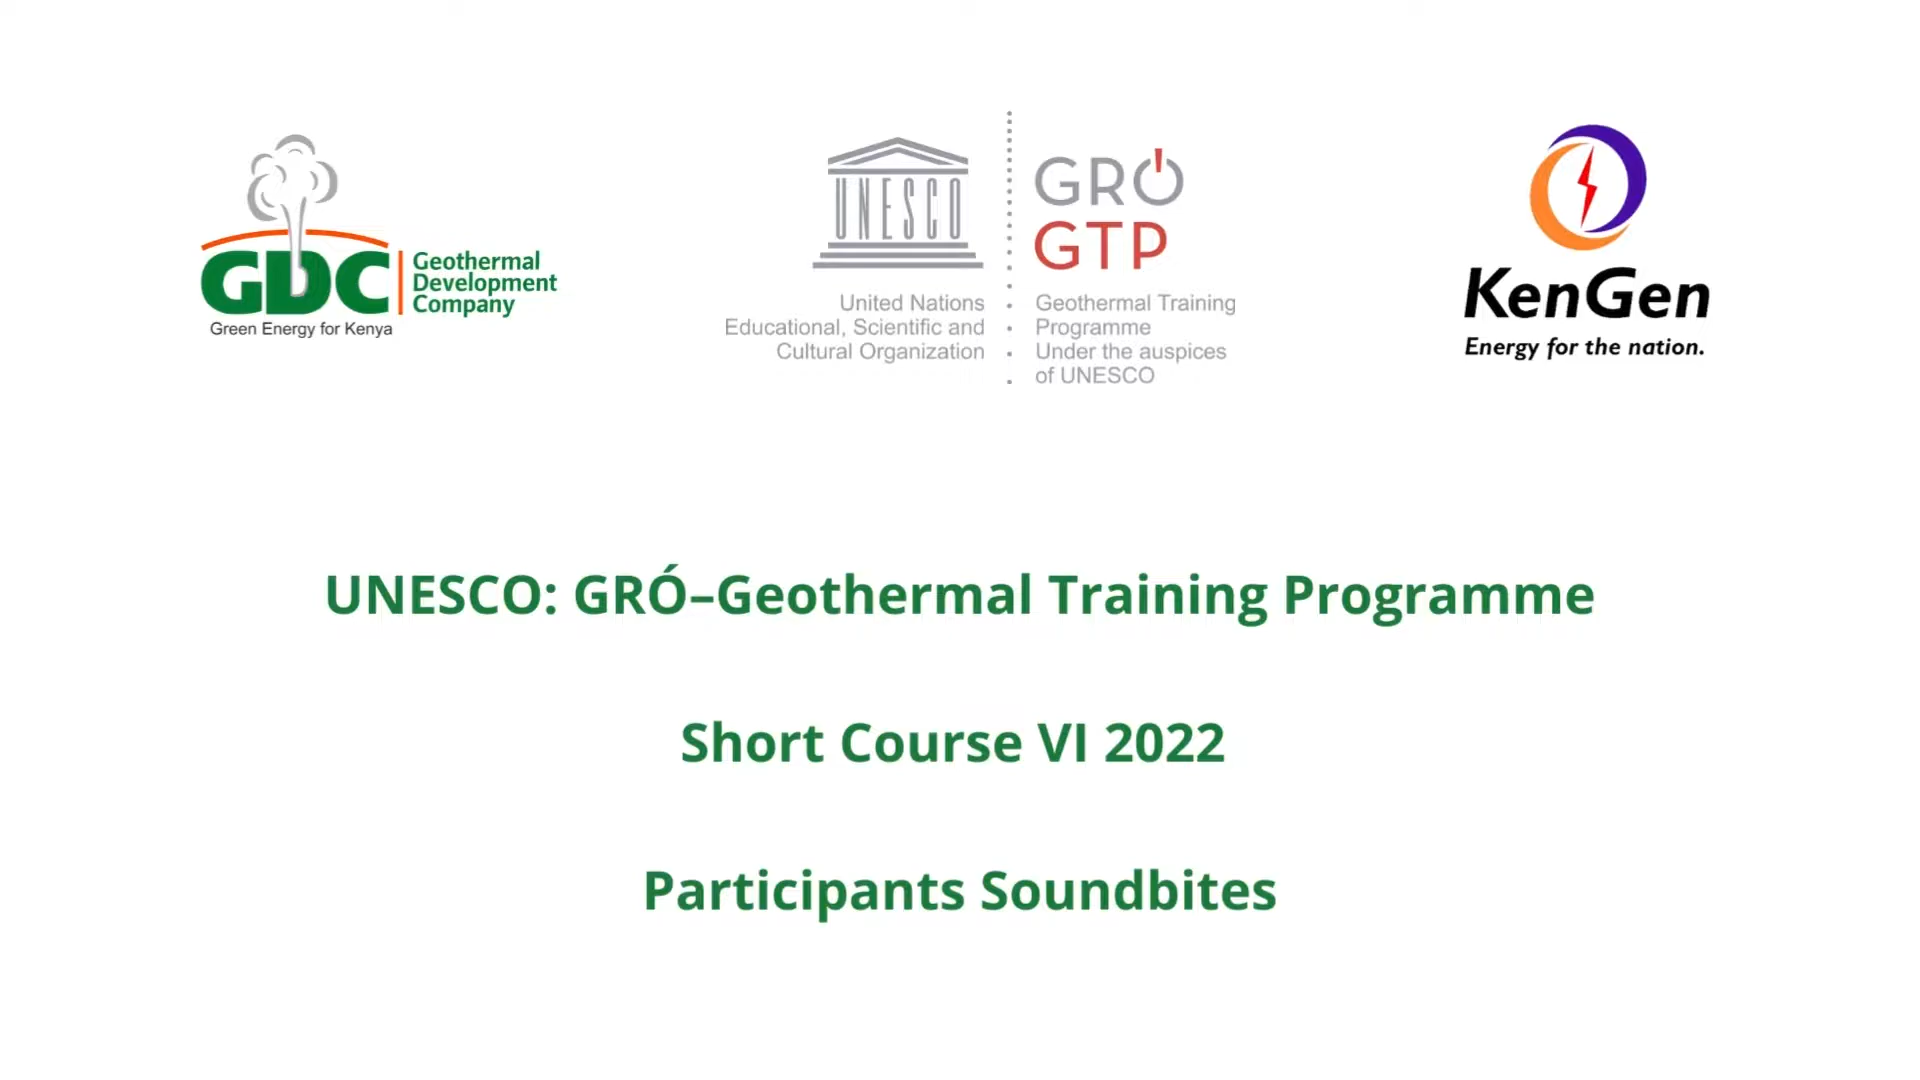 GDC
Geothermal
Development
Company
Green Energy for Kenya
UNESCO
United Nations
Educational, Scientific and
Cultural Organization
GRÓ
GTP
Geothermal Training
Programme
Under the auspices
of UNESCO
KenGen
Energy for the nation.
UNESCO: GRÓ–Geothermal Training Programme
Short Course VI 2022
Participants Soundbites